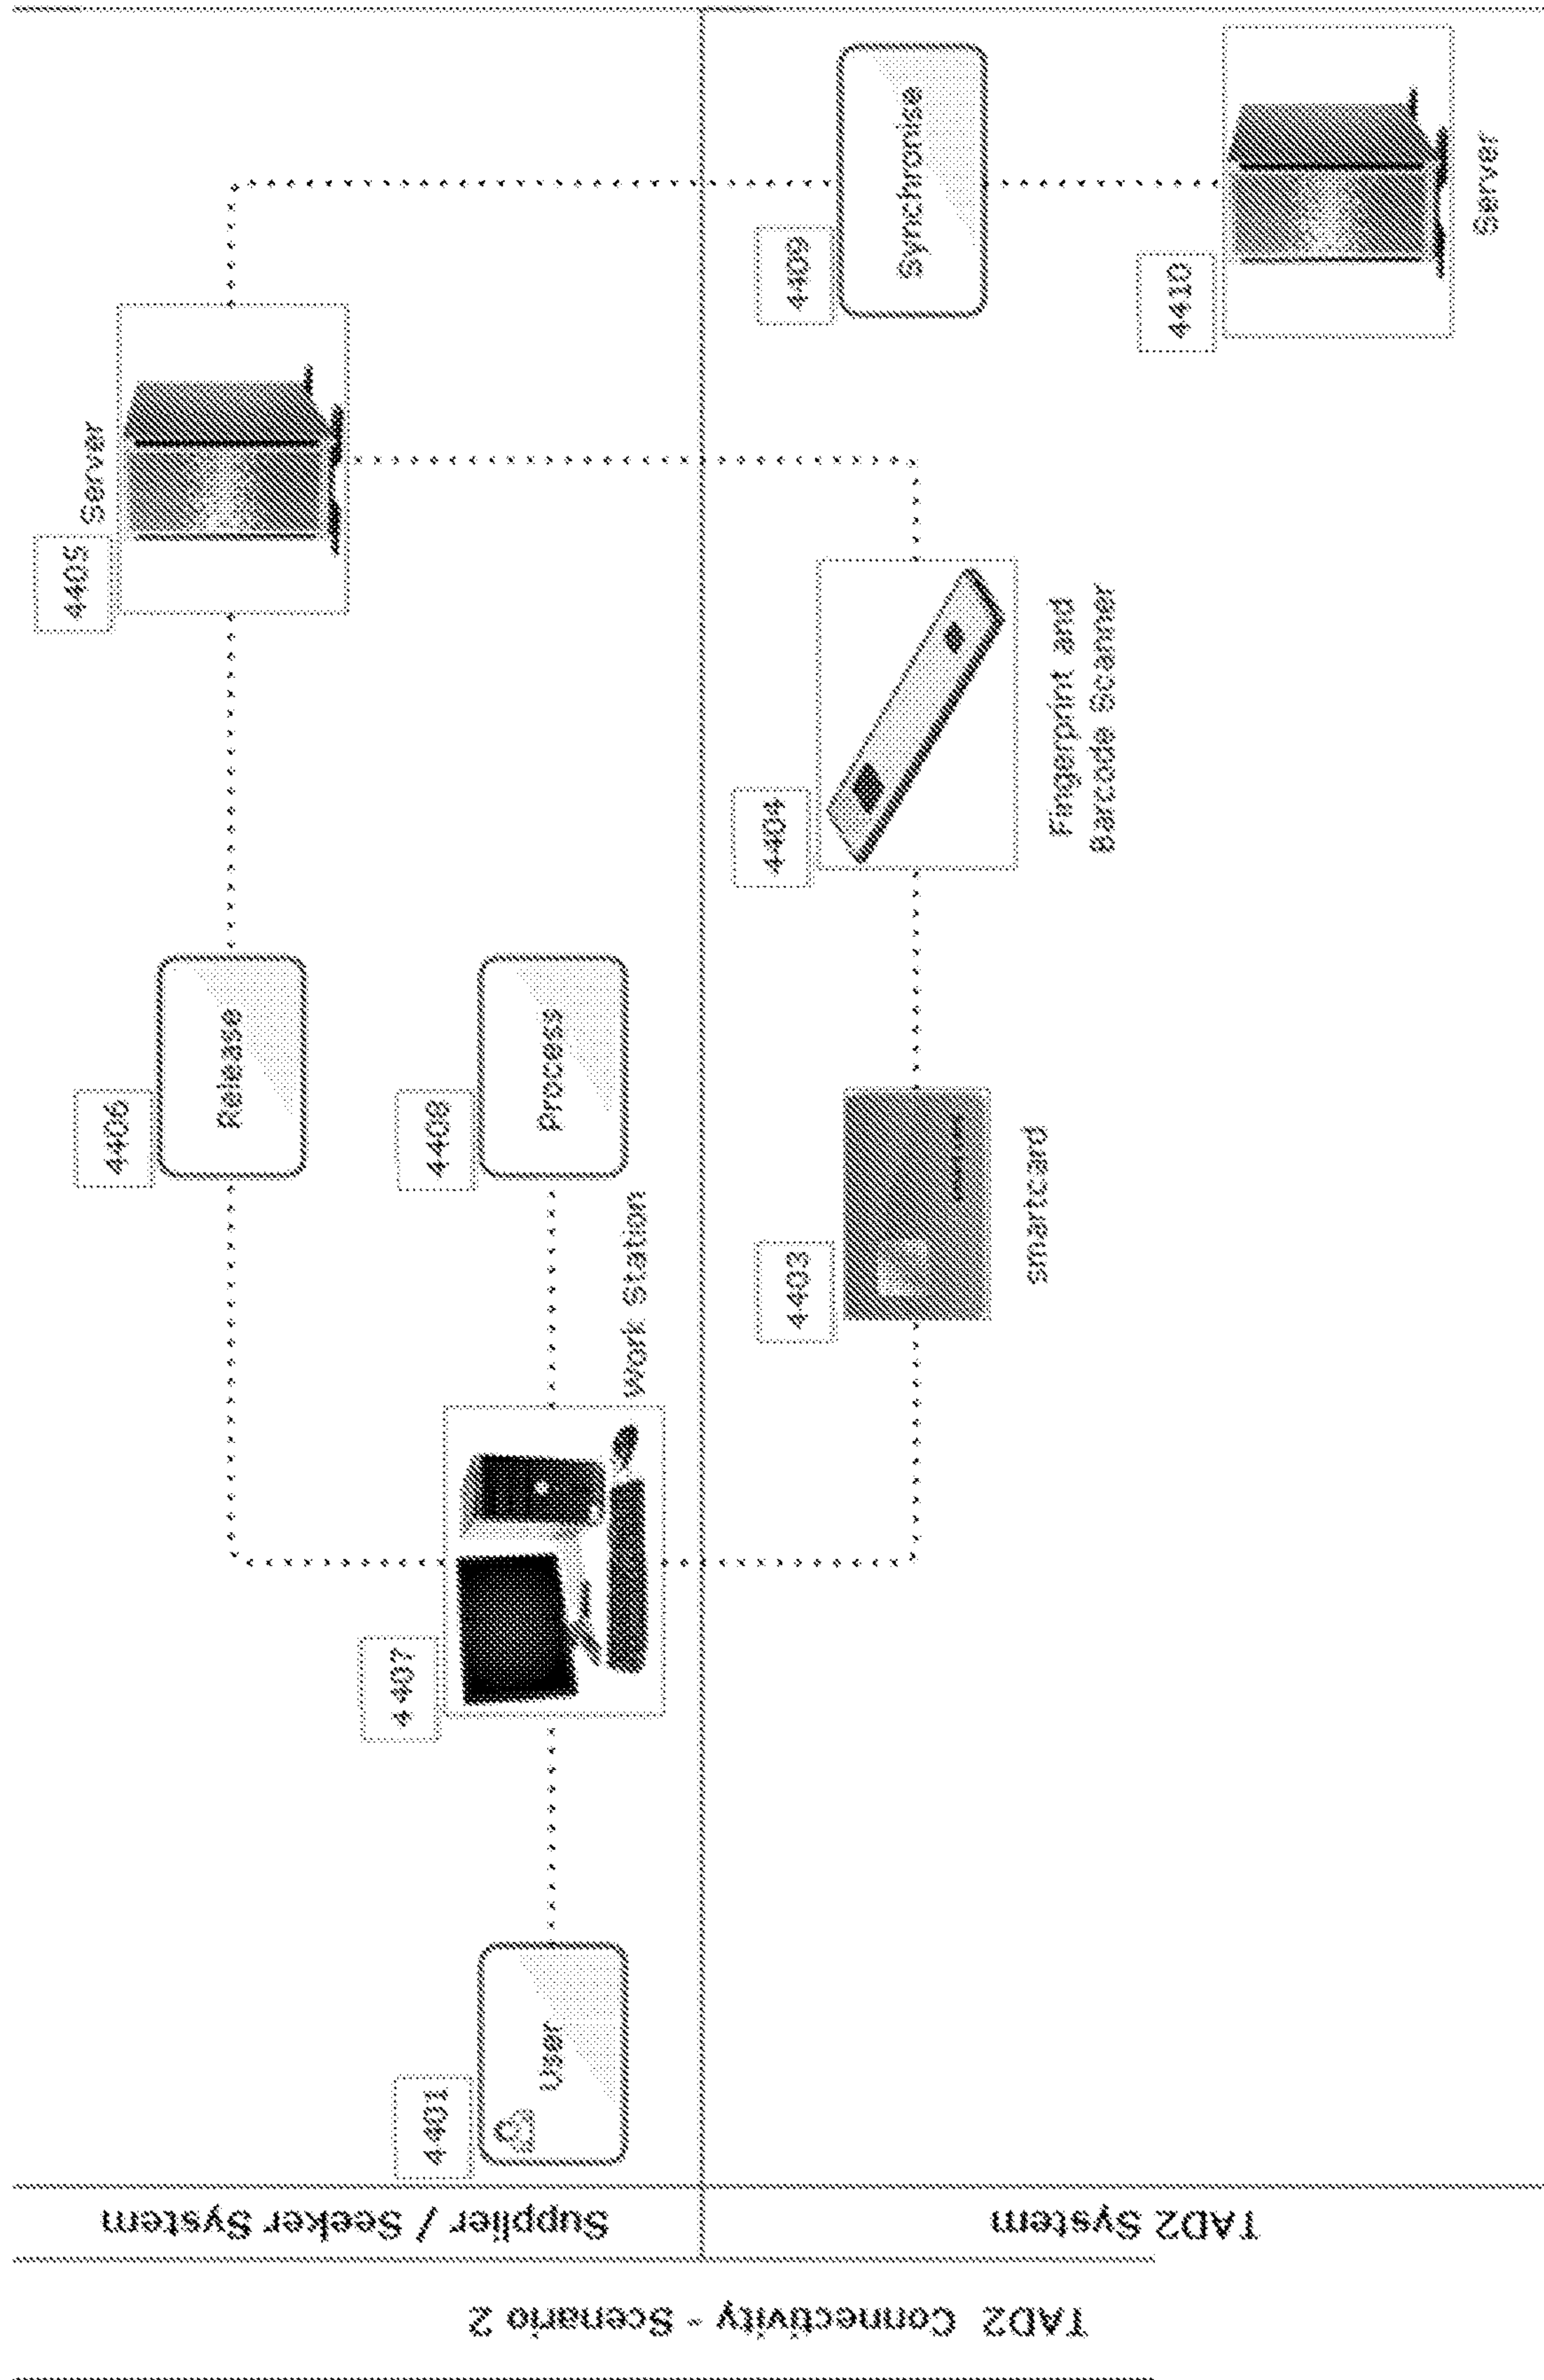 TAD2 Connectivity - Scenario 2
Supplier / Seeker System
4401
User
4407
Work Station
4406
Release
4408
Process
4405
Server
TAD2 System
4403
smartcard
4404
Fingerprint and
Barcode Scanner
4409
Synchronise
4410
Server